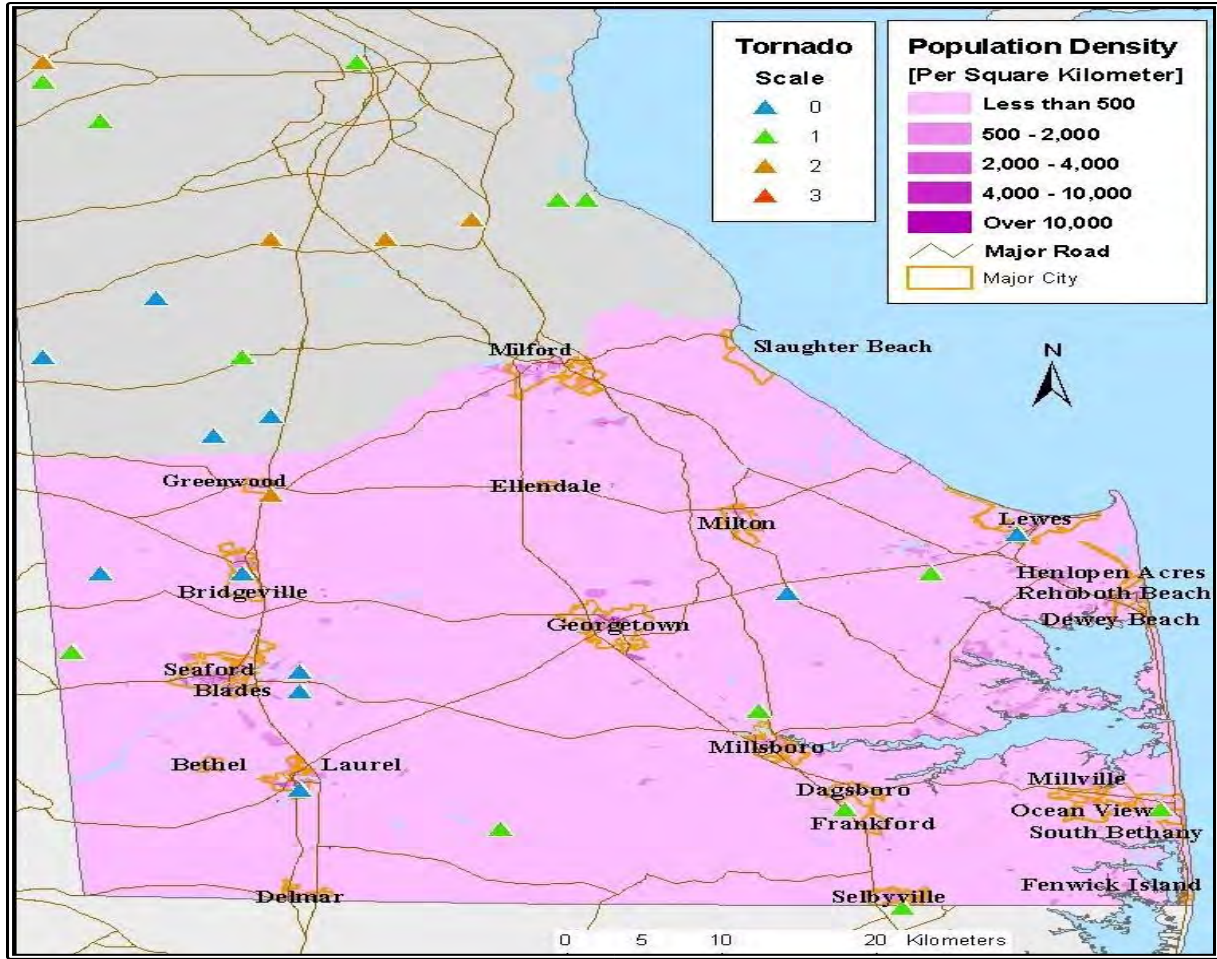 Tornado
Scale
0
1
2
3
Population Density
[Per Square Kilometer]
Less than 500
500 - 2,000
2,000 - 4,000
4,000 - 10,000
Over 10,000
Major Road
Major City
N
Milford
Slaughter Beach
Greenwood
Ellendale
Milton
Lewes
Bridgeville
Henlopen Acres
Rehoboth Beach
Dewey Beach
Georgetown
Seaford
Blades
Millsboro
Bethel
Laurel
Millville
Dagsboro
Ocean View
Frankford
South Bethany
Delmar
Selbyville
Fenwick Island
0 5 10 20 Kilometers